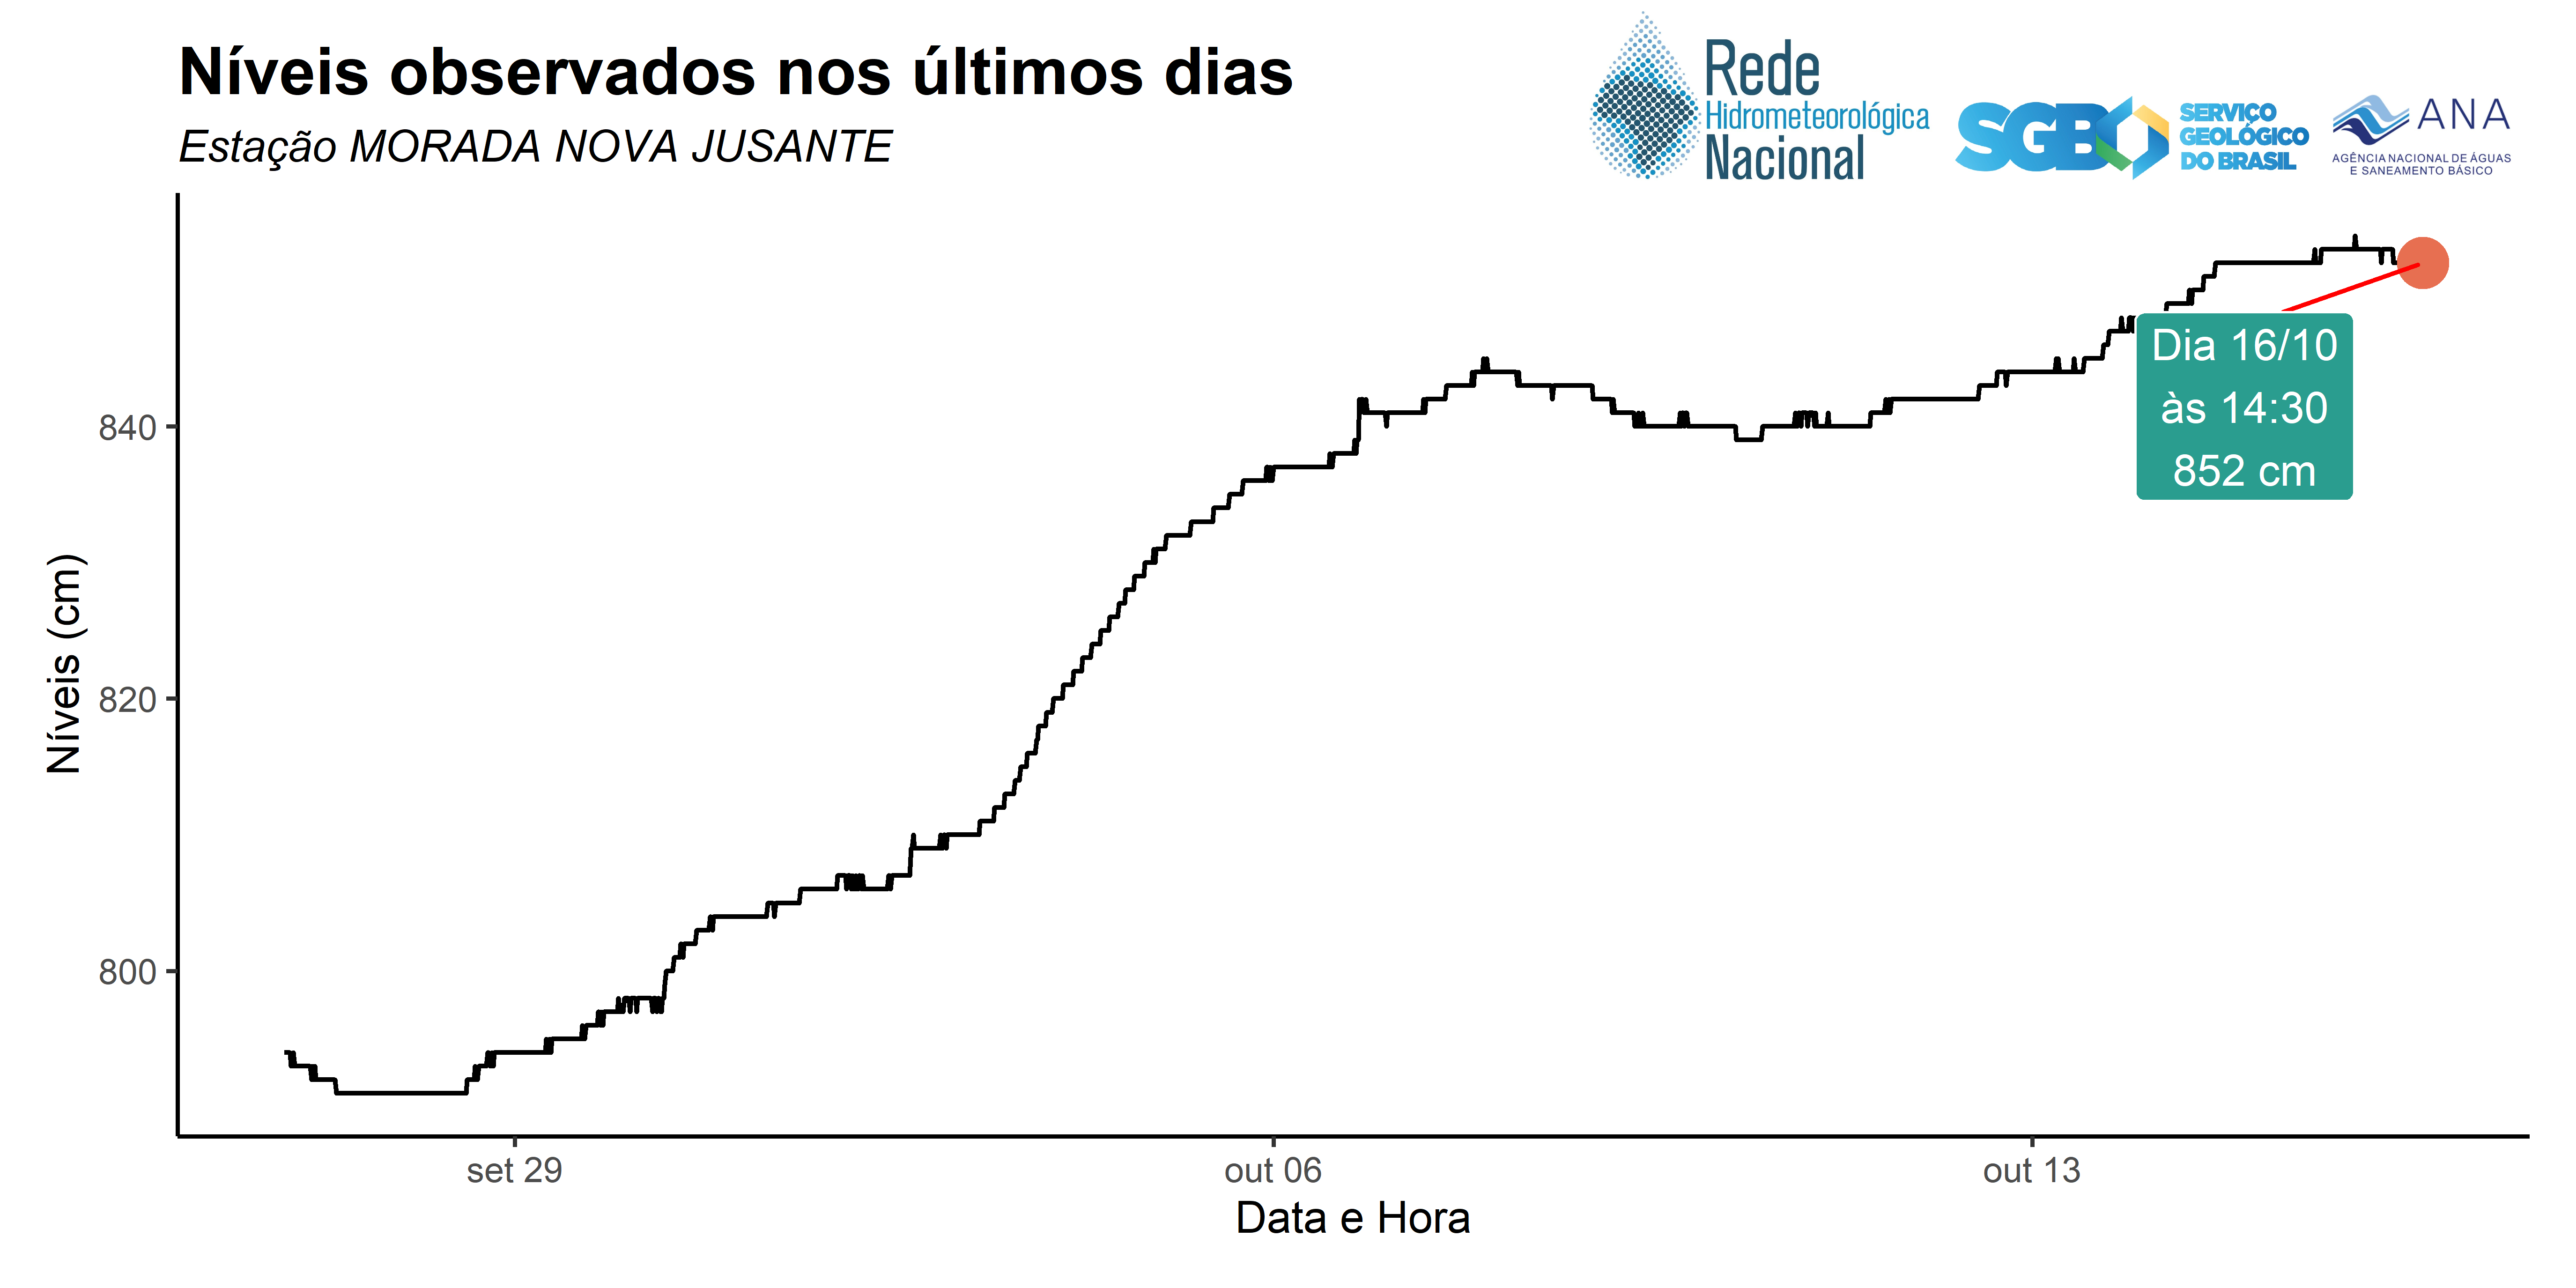 Níveis observados nos últimos dias
Estação MORADA NOVA JUSANTE
Rede
Hidrometeorológica
Nacional
SGB
SERVIÇO
GEOLÓGICO
DO BRASIL
ANA
AGÊNCIA NACIONAL DE ÁGUAS
E SANEAMENTO BÁSICO
Dia 16/10
às 14:30
852 cm
Níveis (cm)
840
820
800
set 29
out 06
out 13
Data e Hora